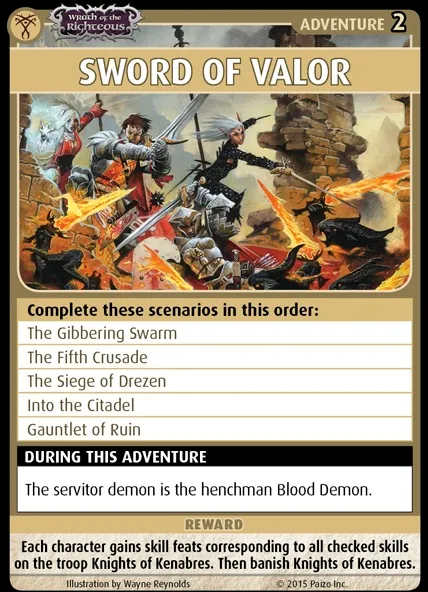 Wrath of the
Righteous
ADVENTURE 2
SWORD OF VALOR
Complete these scenarios in this order:
The Gibbering Swarm
The Fifth Crusade
The Siege of Drezen
Into the Citadel
Gauntlet of Ruin
DURING THIS ADVENTURE
The servitor demon is the henchman Blood Demon.
REWARD
Each character gains skill feats corresponding to all checked skills
on the troop Knights of Kenabres. Then banish Knights of Kenabres.
Illustration by Wayne Reynolds © 2015 Paizo Inc.